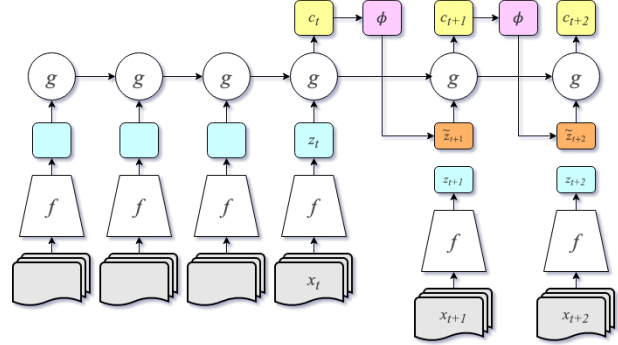 c_t ϕ c_{t+1} ϕ c_{t+2}
g g g g g g
z_t z̃_{t+1} z̃_{t+2}
z_{t+1} z_{t+2}
f f f f
f f
x_t
x_{t+1} x_{t+2}